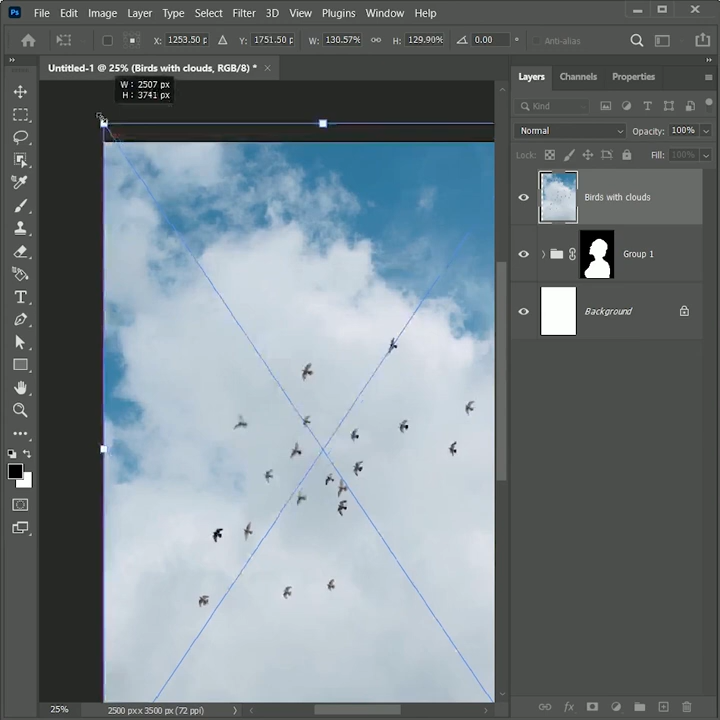 Ps File Edit Image Layer Type Select Filter 3D View Plugins Window Help
X: 1253.50 p Y: 1751.50 p W: 130.57% H: 129.90% 0.00 ° Anti-alias
Untitled-1 @ 25% (Birds with clouds, RGB/8) *
W: 2507 px
H: 3741 px
Layers Channels Properties
Kind
Normal Opacity: 100%
Lock: Fill: 100%
Birds with clouds
Group 1
Background
25% 2500 px x 3500 px (72 ppi)
fx